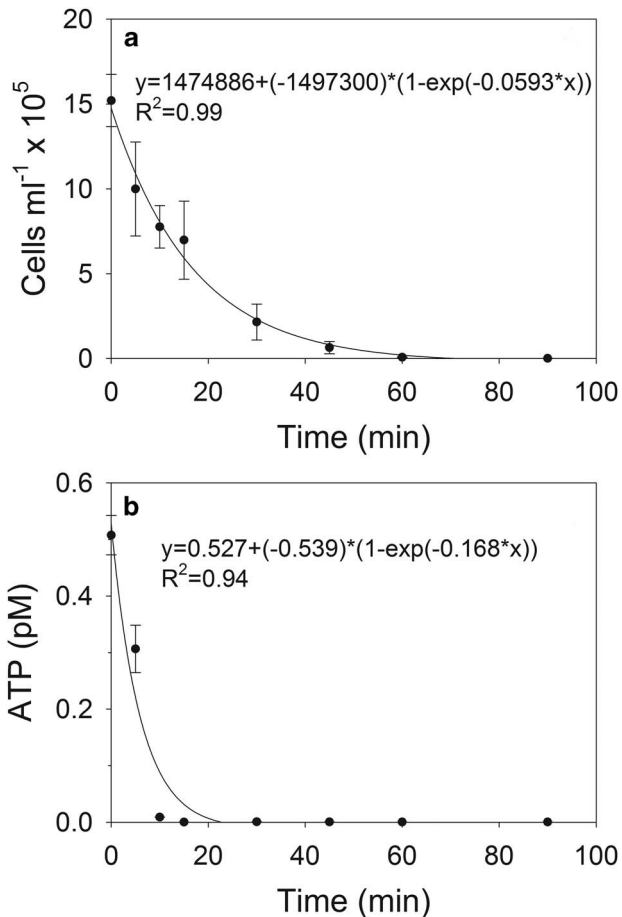 a
y=1474886+(-1497300)*(1-exp(-0.0593*x))
R²=0.99
20
15
10
5
0
Cells ml⁻¹ x 10⁵
0 20 40 60 80 100
Time (min)
b
y=0.527+(-0.539)*(1-exp(-0.168*x))
R²=0.94
0.6
0.4
0.2
0.0
ATP (pM)
0 20 40 60 80 100
Time (min)